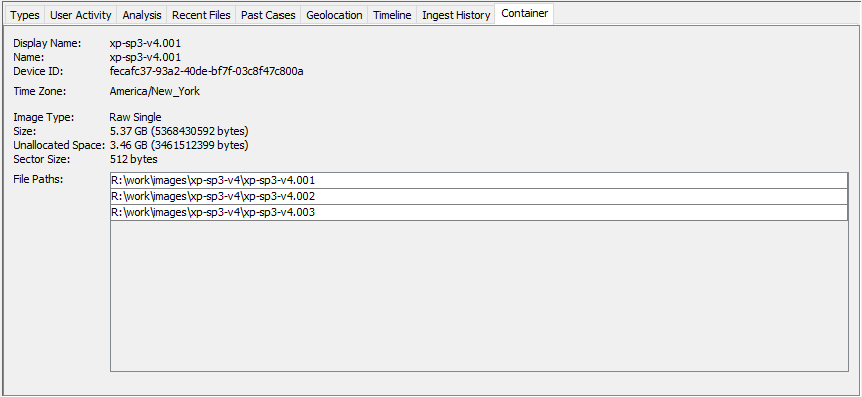 Types User Activity Analysis Recent Files Past Cases Geolocation Timeline Ingest History Container
Display Name: xp-sp3-v4.001
Name: xp-sp3-v4.001
Device ID: fecafc37-93a2-40de-bf7f-03c8f47c800a
Time Zone: America/New_York
Image Type: Raw Single
Size: 5.37 GB (5368430592 bytes)
Unallocated Space: 3.46 GB (3461512399 bytes)
Sector Size: 512 bytes
File Paths: R:\work\images\xp-sp3-v4\xp-sp3-v4.001
R:\work\images\xp-sp3-v4\xp-sp3-v4.002
R:\work\images\xp-sp3-v4\xp-sp3-v4.003